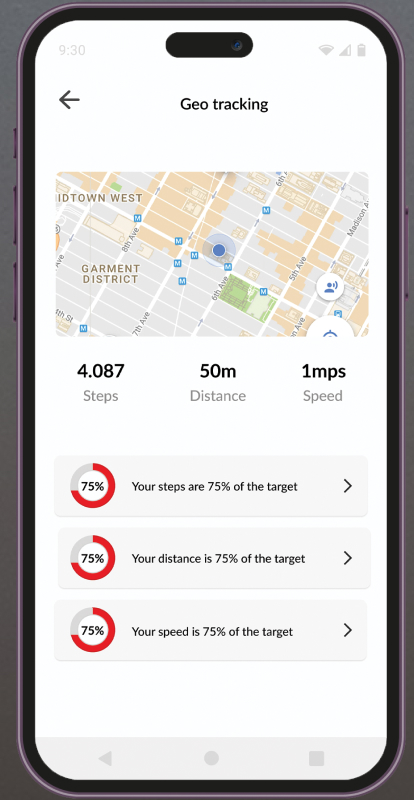 9:30
Geo tracking
IDTOWN WEST
GARMENT
DISTRICT
8th Ave
7th Ave
6th Ave
6th A
5th Ave
Madison A
Ave
th St
M
M
M
M
M
M
M
M
4.087
50m
1mps
Steps
Distance
Speed
75%
Your steps are 75% of the target
75%
Your distance is 75% of the target
75%
Your speed is 75% of the target